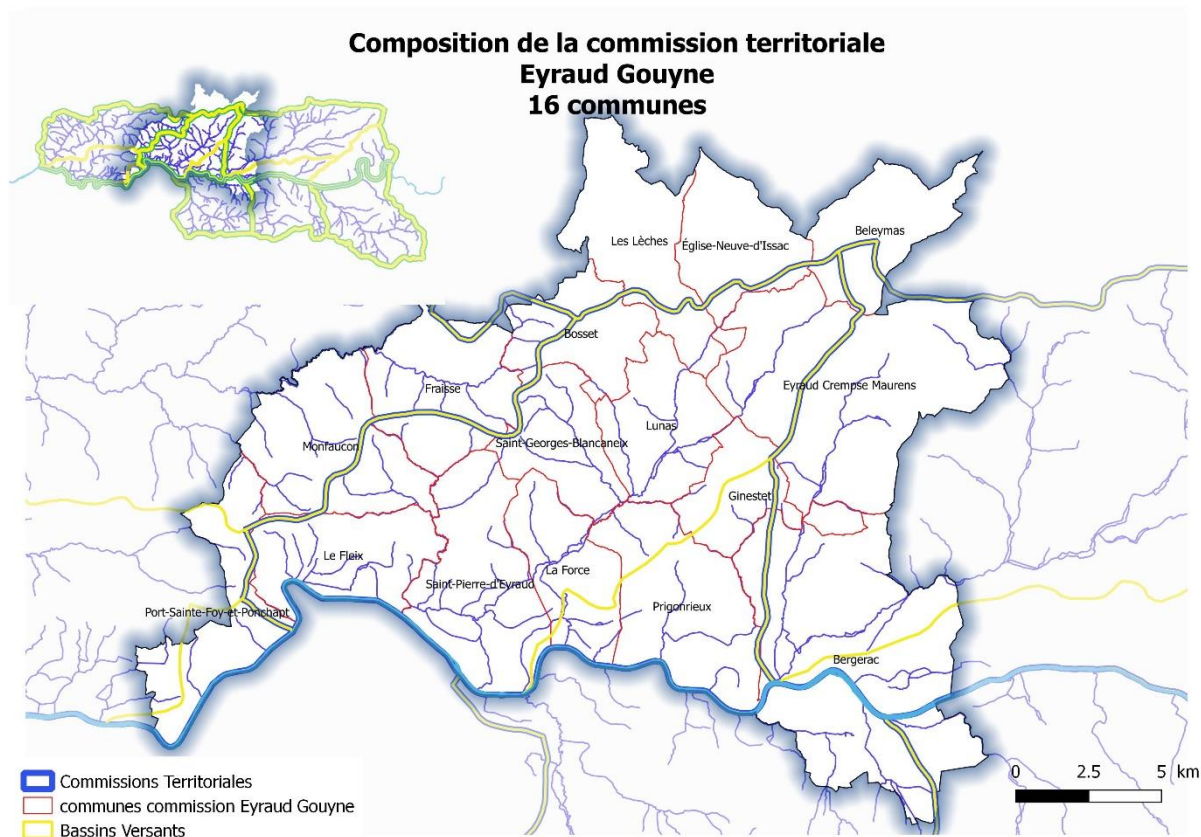 Composition de la commission territoriale
Eyraud Gouyne
16 communes
Les Lèches
Église-Neuve-d'Issac
Beleymas
Bosset
Fraisse
Eyraud Crempse Maurens
Monfaucon
Saint-Georges-Blancaneix
Lunas
Ginestet
Le Fleix
Saint-Pierre-d'Eyraud
La Force
Port-Sainte-Foy-et-Ponchapt
Prigonrieux
Bergerac
Commissions Territoriales
communes commission Eyraud Gouyne
Bassins Versants
0 2.5 5 km